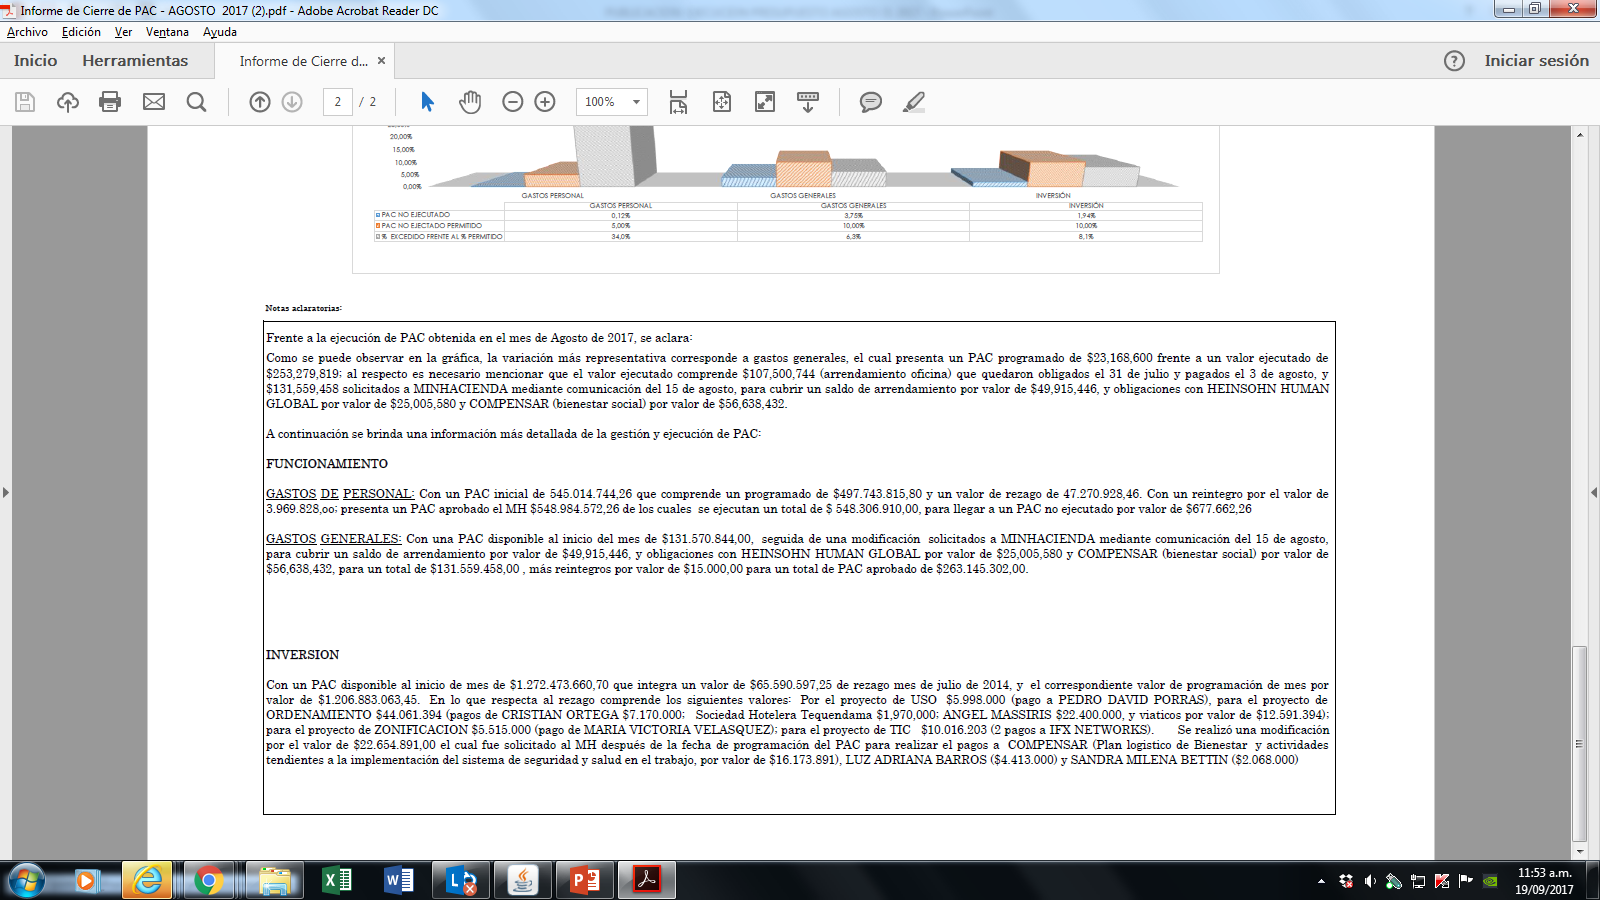 Informe de Cierre de PAC - AGOSTO 2017 (2).pdf - Adobe Acrobat Reader DC
Archivo Edición Ver Ventana Ayuda
Inicio Herramientas Informe de Cierre d... × Iniciar sesión
2 / 2 100%
20,00%
15,00%
10,00%
5,00%
0,00%
GASTOS PERSONAL GASTOS GENERALES INVERSIÓN
GASTOS PERSONAL GASTOS GENERALES INVERSIÓN
PAC NO EJECUTADO 0,12% 3,75% 1,94%
PAC NO EJECTADO PERMITIDO 5,00% 10,00% 10,00%
% EXCEDIDO FRENTE AL % PERMITIDO 34,0% 6,3% 8,1%
Notas aclaratorias:
Frente a la ejecución de PAC obtenida en el mes de Agosto de 2017, se aclara:
Como se puede observar en la gráfica, la variación más representativa corresponde a gastos generales, el cual presenta un PAC programado de $23,168,600 frente a un valor ejecutado de
$253,279,819; al respecto es necesario mencionar que el valor ejecutado comprende $107,500,744 (arrendamiento oficina) que quedaron obligados el 31 de julio y pagados el 3 de agosto, y
$131,559,458 solicitados a MINHACIENDA mediante comunicación del 15 de agosto, para cubrir un saldo de arrendamiento por valor de $49,915,446, y obligaciones con HEINSOHN HUMAN
GLOBAL por valor de $25,005,580 y COMPENSAR (bienestar social) por valor de $56,638,432.
A continuación se brinda una información más detallada de la gestión y ejecución de PAC:
FUNCIONAMIENTO
GASTOS DE PERSONAL: Con un PAC inicial de 545.014.744,26 que comprende un programado de $497.743.815,80 y un valor de rezago de 47.270.928,46. Con un reintegro por el valor de
3.969.828,oo; presenta un PAC aprobado el MH $548.984.572,26 de los cuales se ejecutan un total de $ 548.306.910,00, para llegar a un PAC no ejecutado por valor de $677.662,26
GASTOS GENERALES: Con una PAC disponible al inicio del mes de $131.570.844,00, seguida de una modificación solicitados a MINHACIENDA mediante comunicación del 15 de agosto,
para cubrir un saldo de arrendamiento por valor de $49,915,446, y obligaciones con HEINSOHN HUMAN GLOBAL por valor de $25,005,580 y COMPENSAR (bienestar social) por valor de
$56,638,432, para un total de $131.559.458,00 , más reintegros por valor de $15.000,00 para un total de PAC aprobado de $263.145.302,00.
INVERSION
Con un PAC disponible al inicio de mes de $1.272.473.660,70 que integra un valor de $65.590.597,25 de rezago mes de julio de 2014, y el correspondiente valor de programación de mes por
valor de $1.206.883.063,45. En lo que respecta al rezago comprende los siguientes valores: Por el proyecto de USO $5.998.000 (pago a PEDRO DAVID PORRAS), para el proyecto de
ORDENAMIENTO $44.061.394 (pagos de CRISTIAN ORTEGA $7.170.000; Sociedad Hotelera Tequendama $1,970,000; ANGEL MASSIRIS $22.400.000, y viaticos por valor de $12.591.394);
para el proyecto de ZONIFICACION $5.515.000 (pago de MARIA VICTORIA VELASQUEZ); para el proyecto de TIC $10.016.203 (2 pagos a IFX NETWORKS). Se realizó una modificación
por el valor de $22.654.891,00 el cual fue solicitado al MH después de la fecha de programación del PAC para realizar el pagos a COMPENSAR (Plan logistico de Bienestar y actividades
tendientes a la implementación del sistema de seguridad y salud en el trabajo, por valor de $16.173.891), LUZ ADRIANA BARROS ($4.413.000) y SANDRA MILENA BETTIN ($2.068.000)
11:53 a.m.
19/09/2017